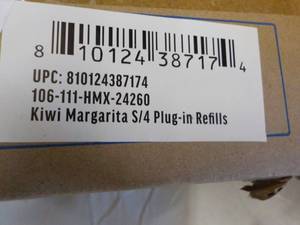 8 10124 38717 4
UPC: 810124387174
106-111-HMX-24260
Kiwi Margarita S/4 Plug-in Refills